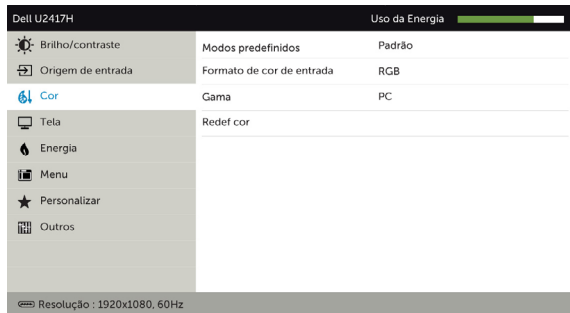 Dell U2417H Uso da Energia
Brilho/contraste
Origem de entrada
Cor
Tela
Energia
Menu
Personalizar
Outros
Modos predefinidos Padrão
Formato de cor de entrada RGB
Gama PC
Redef cor
Resolução : 1920x1080, 60Hz